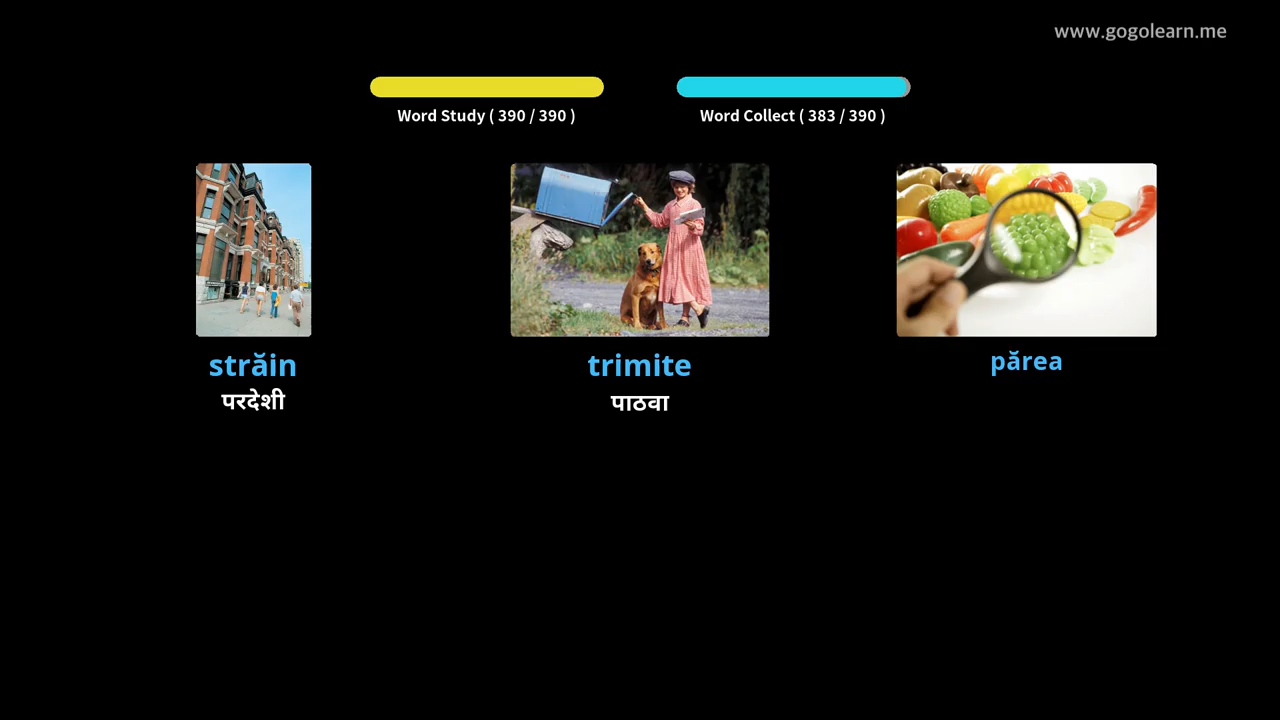 www.gogolearn.me
Word Study ( 390 / 390 )
Word Collect ( 383 / 390 )
străin
परदेशी
trimite
पाठवा
părea